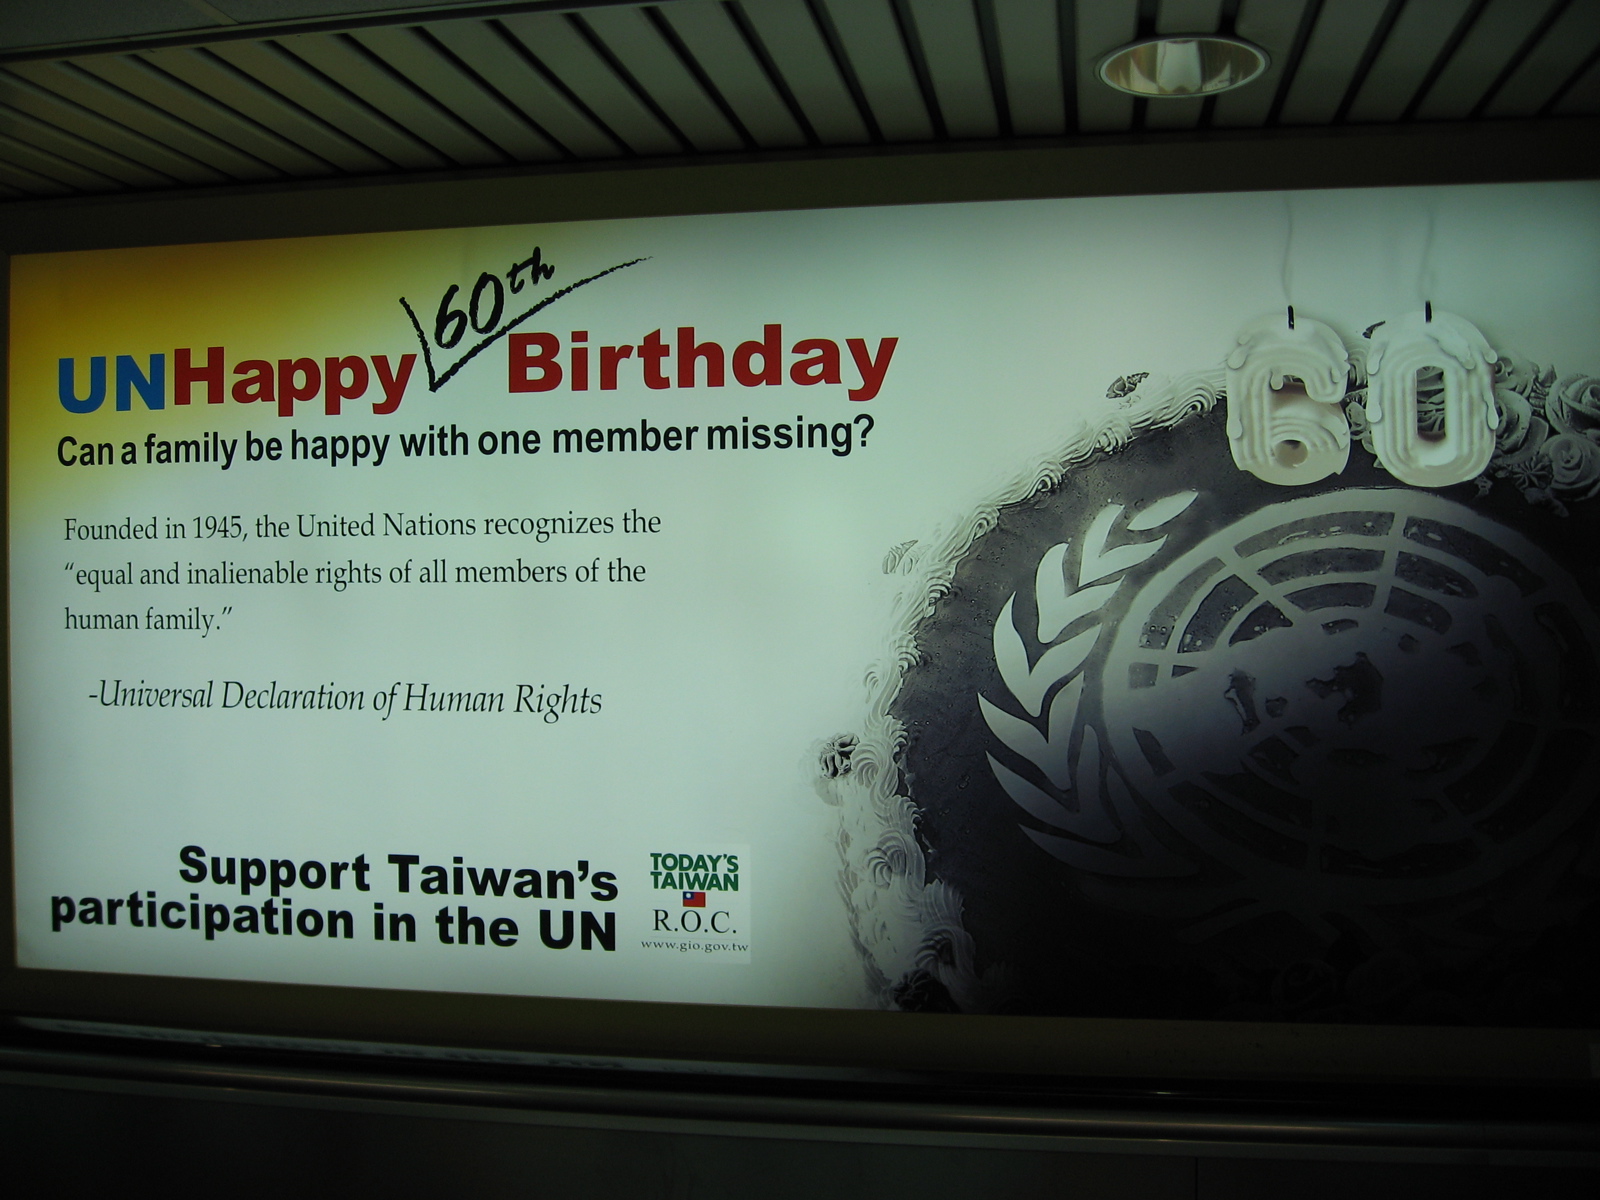 UNHappy 60th Birthday
Can a family be happy with one member missing?
Founded in 1945, the United Nations recognizes the
“equal and inalienable rights of all members of the
human family.”
-Universal Declaration of Human Rights
Support Taiwan’s
participation in the UN
TODAY'S
TAIWAN
R.O.C.
www.gio.gov.tw
60